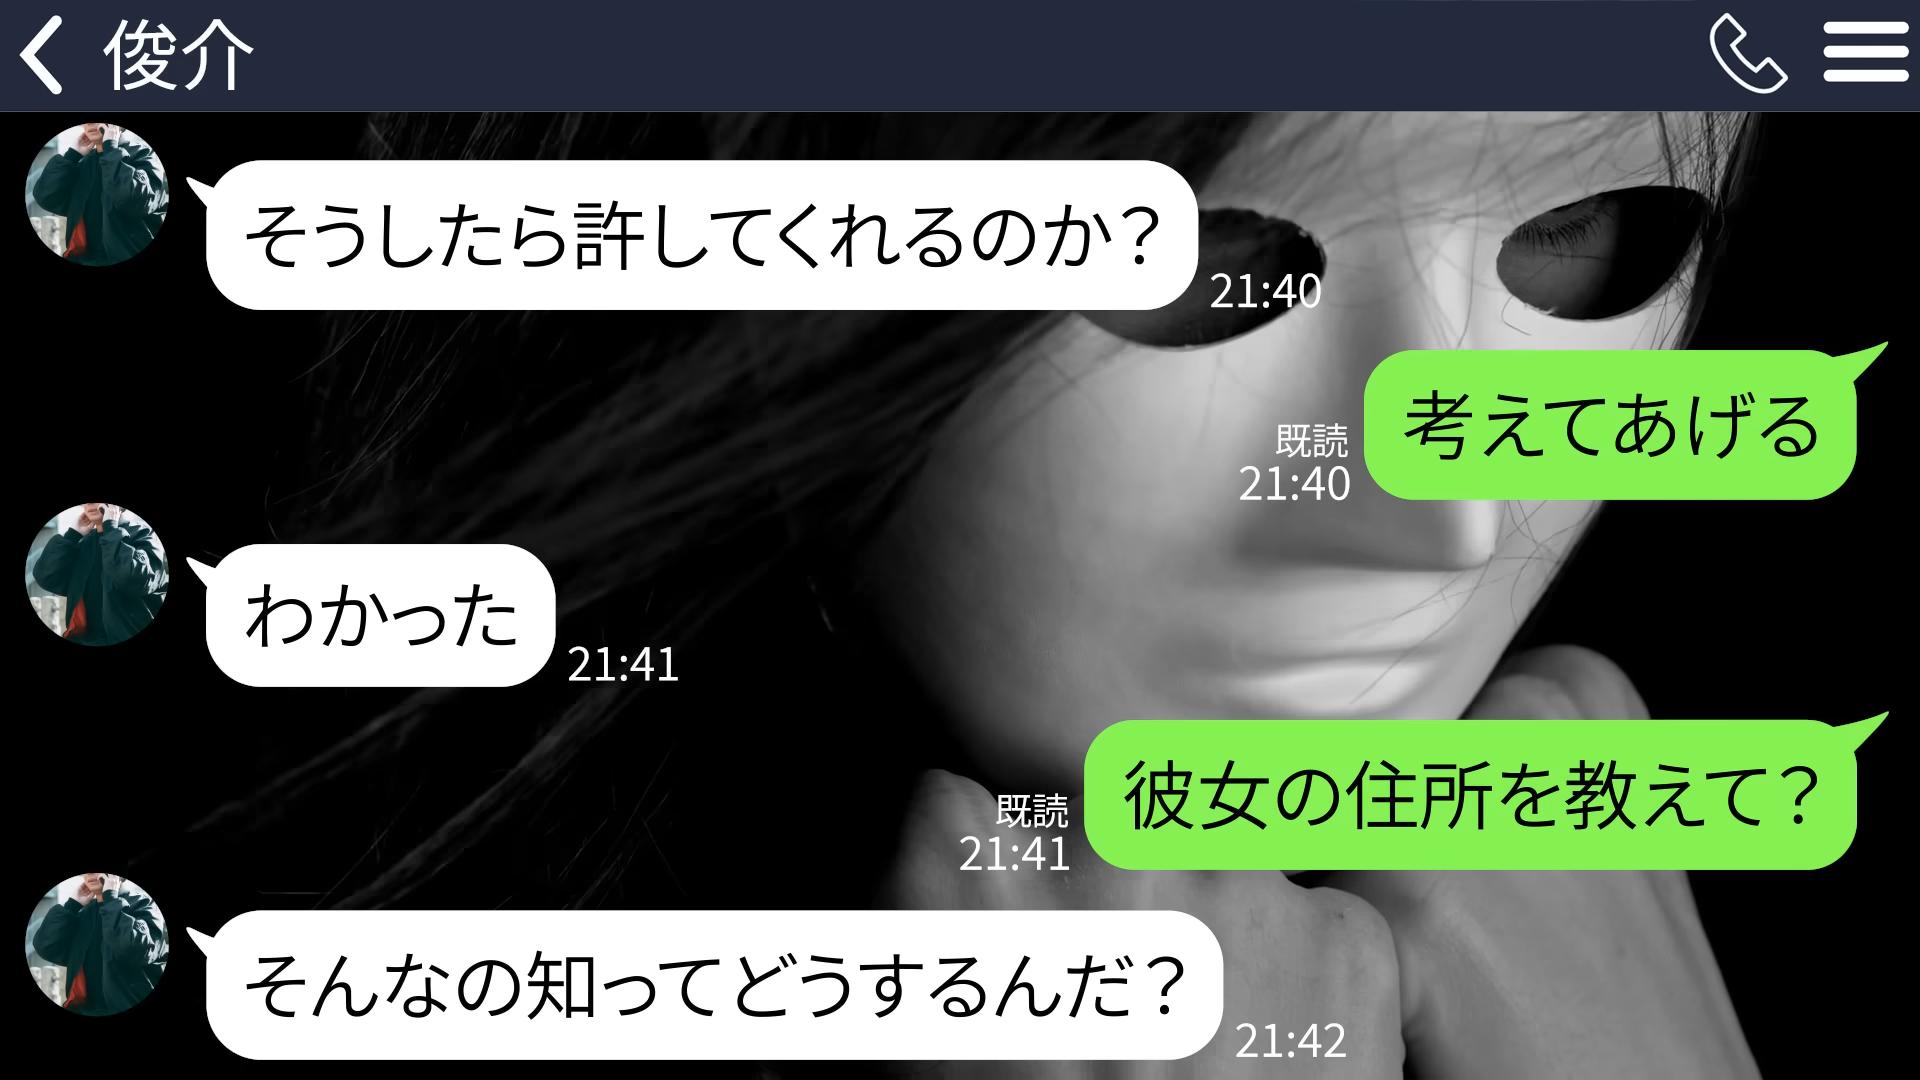 俊介
そうしたら許してくれるのか？
21:40
考えてあげる
既読
21:40
わかった
21:41
彼女の住所を教えて？
既読
21:41
そんなの知ってどうするんだ？
21:42